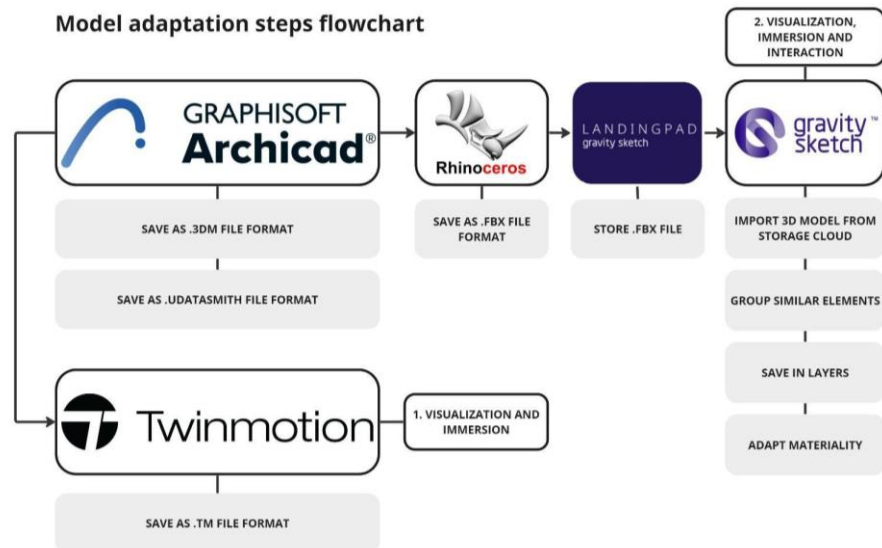 Model adaptation steps flowchart
2. VISUALIZATION,
IMMERSION AND
INTERACTION
GRAPHISOFT
Archicad®
Rhinoceros
LANDINGPAD
gravity sketch
gravity
sketch™
SAVE AS .3DM FILE FORMAT
SAVE AS .FBX FILE
FORMAT
STORE .FBX FILE
IMPORT 3D MODEL FROM
STORAGE CLOUD
SAVE AS .UDATASMITH FILE FORMAT
GROUP SIMILAR ELEMENTS
SAVE IN LAYERS
Twinmotion
1. VISUALIZATION AND
IMMERSION
ADAPT MATERIALITY
SAVE AS .TM FILE FORMAT